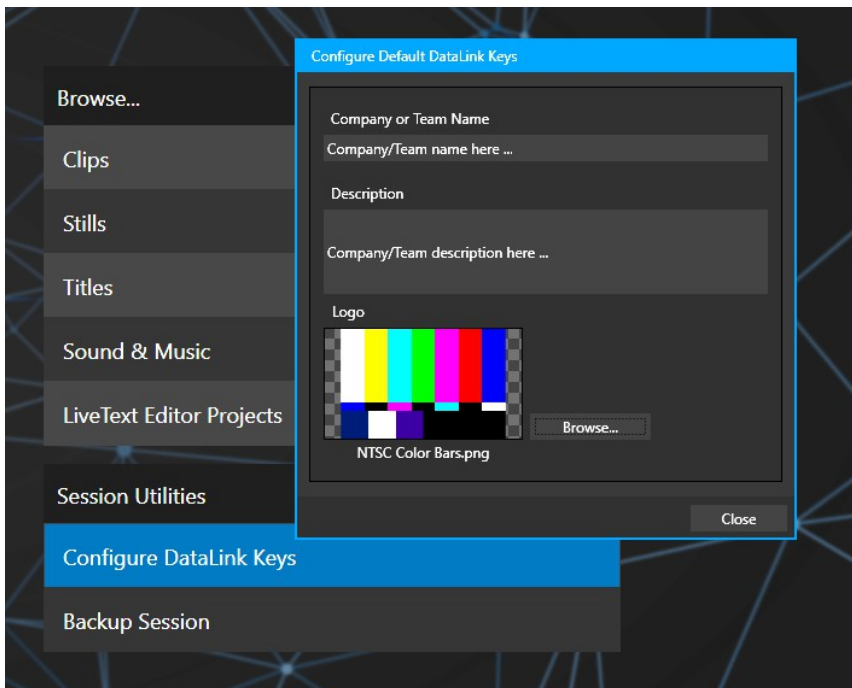 Browse...
Clips
Stills
Titles
Sound & Music
LiveText Editor Projects
Session Utilities
Configure DataLink Keys
Backup Session
Configure Default DataLink Keys
Company or Team Name
Company/Team name here ...
Description
Company/Team description here ...
Logo
Browse...
NTSC Color Bars.png
Close